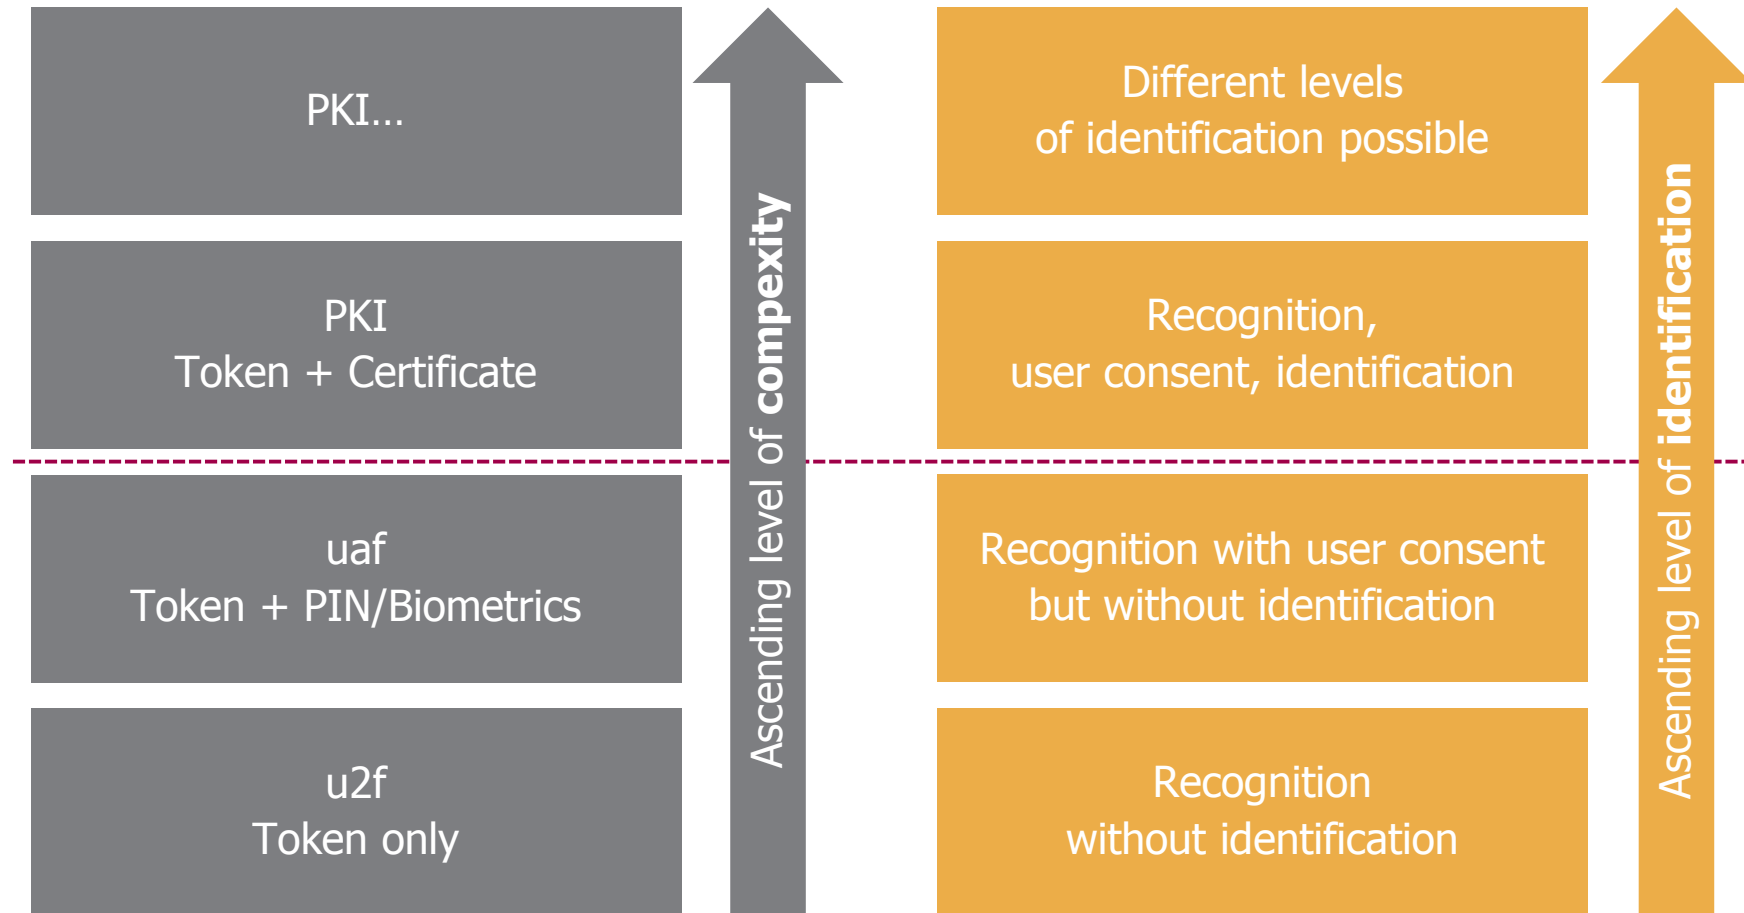 PKI...
PKI
Token + Certificate
uaf
Token + PIN/Biometrics
u2f
Token only
Ascending level of compexity
Different levels
of identification possible
Recognition,
user consent, identification
Recognition with user consent
but without identification
Recognition
without identification
Ascending level of identification